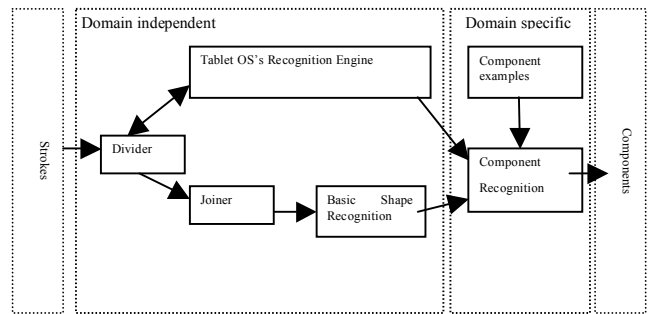 Domain independent
Domain specific
Tablet OS's Recognition Engine
Component
examples
Strokes
Divider
Component
Recognition
Components
Joiner
Basic Shape
Recognition